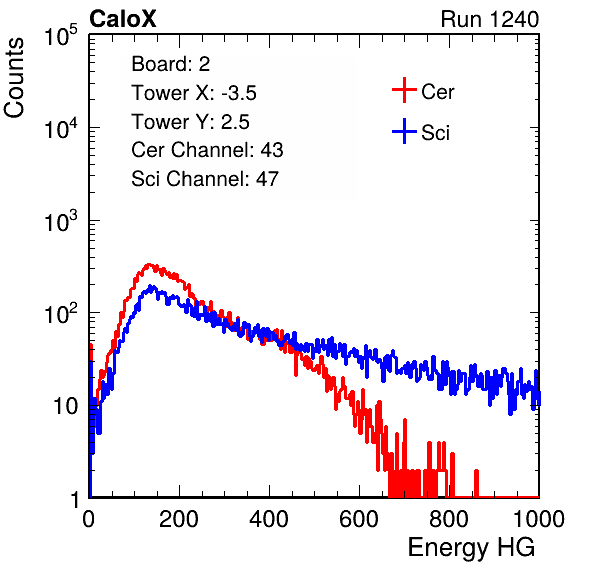 CaloX Run 1240
Counts
Board: 2
Tower X: -3.5
Tower Y: 2.5
Cer Channel: 43
Sci Channel: 47
Cer
Sci
10^5
10^4
10^3
10^2
10
1
0 200 400 600 800 1000
Energy HG